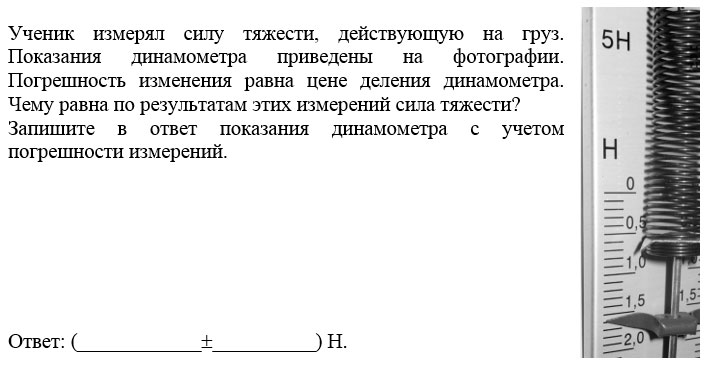 Ученик измерял силу тяжести, действующую на груз.
Показания динамометра приведены на фотографии.
Погрешность изменения равна цене деления динамометра.
Чему равна по результатам этих измерений сила тяжести?
Запишите в ответ показания динамометра с учетом
погрешности измерений.
Ответ: (____________±__________) Н.
5Н
Н
0
0,5
1,0
1,5
1,5
2,0